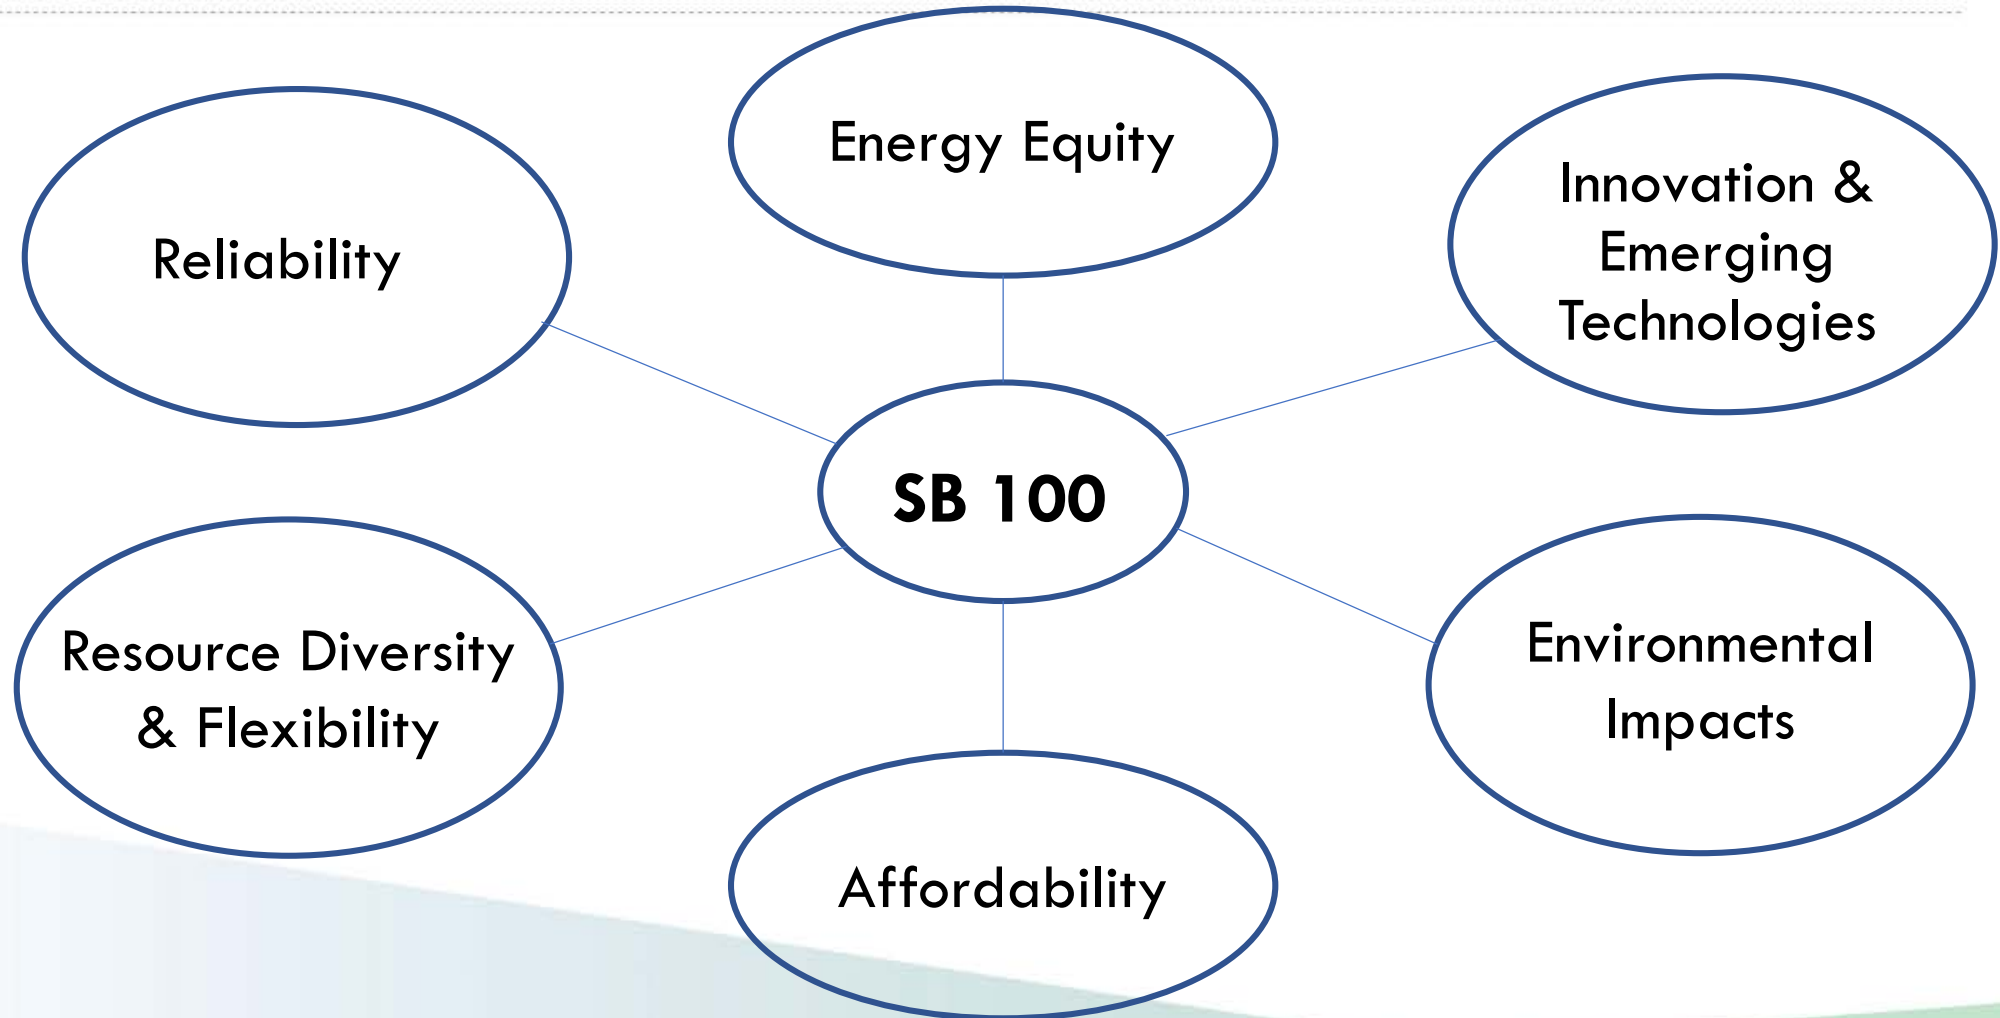 Energy Equity
Reliability
Innovation &
Emerging
Technologies
SB 100
Resource Diversity
& Flexibility
Environmental
Impacts
Affordability